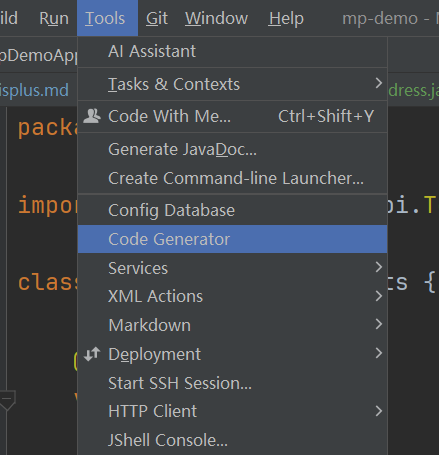 ild Run Tools Git Window Help mp-demo -
pDemoApp
AI Assistant
isplus.md
Tasks & Contexts
dress.ja
Code With Me... Ctrl+Shift+Y
packa
Generate JavaDoc...
Create Command-line Launcher...
impor
pi.T
Config Database
Code Generator
Services
class
ts {
XML Actions
Markdown
Deployment
Start SSH Session...
HTTP Client
JShell Console...